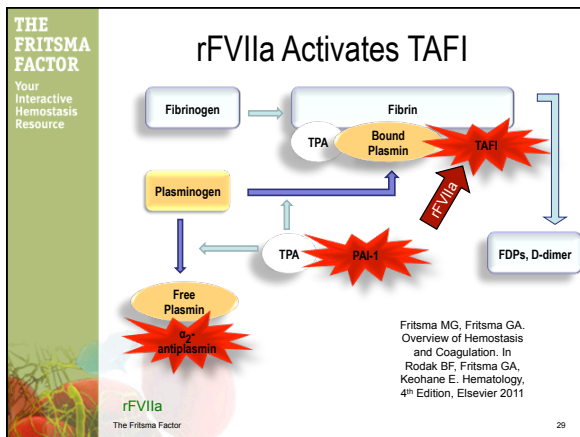 THE
FRITSMA
FACTOR
Your
Interactive
Hemostasis
Resource
rFVIIa Activates TAFI
Fibrinogen
Fibrin
TPA
Bound
Plasmin
TAFI
Plasminogen
rFVIIa
TPA
PAI-1
FDPs, D-dimer
Free
Plasmin
α2-
antiplasmin
Fritsma MG, Fritsma GA.
Overview of Hemostasis
and Coagulation. In
Rodak BF, Fritsma GA,
Keohane E. Hematology,
4th Edition, Elsevier 2011
rFVIIa
The Fritsma Factor
29